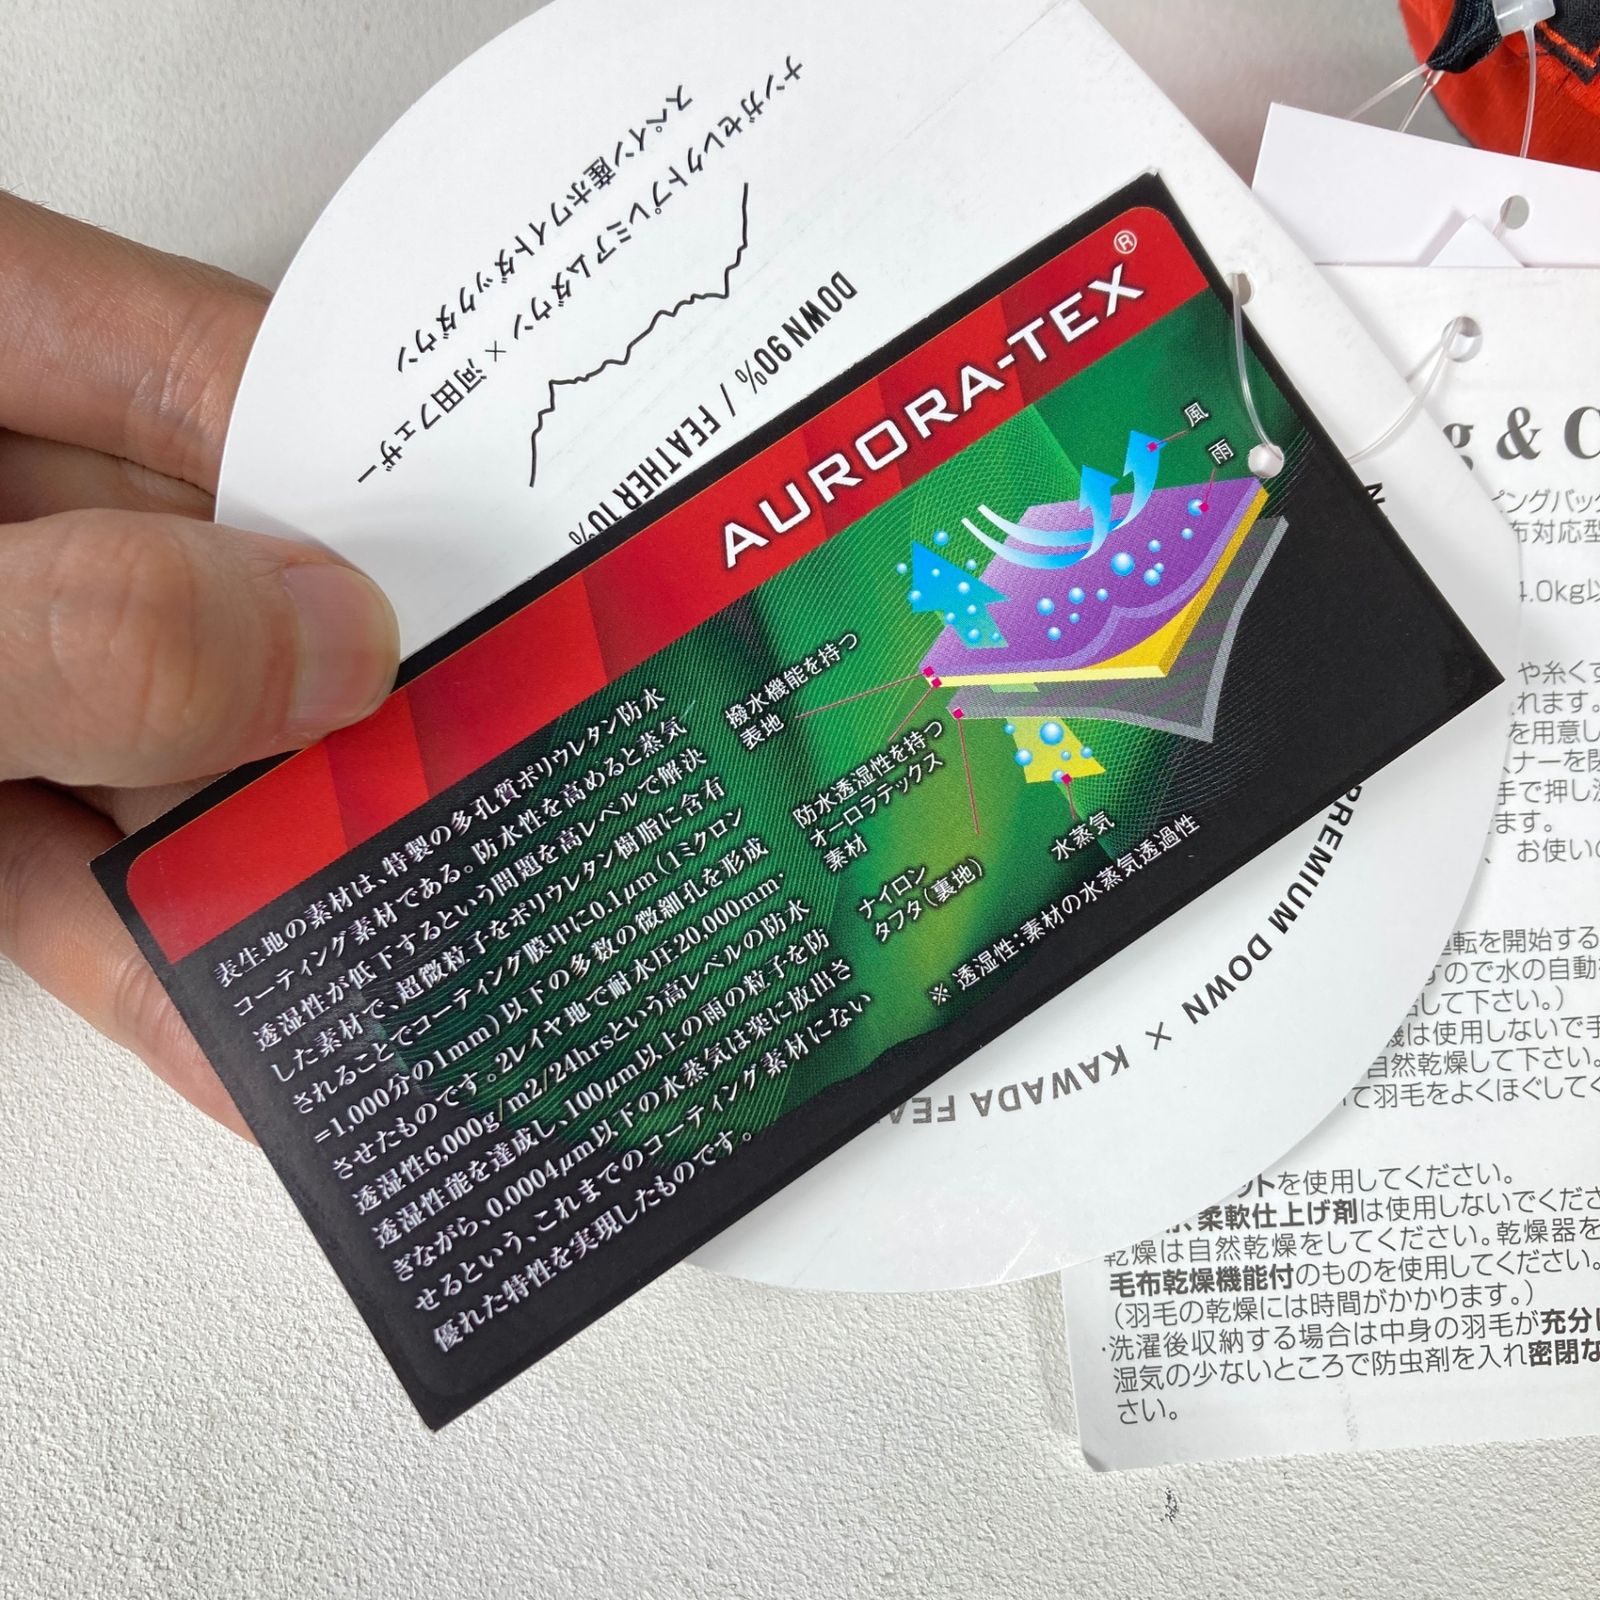 AURORA-TEX®
表生地の素材は、特製の多孔質ポリウレタン防水
コーティング素材である。防水性を高めると蒸気
透湿性が低下するという問題を高レベルで解決
した素材で、超微粒子をポリウレタン樹脂に含有
されることでコーティング膜中に0.1μm(1ミクロン
=1,000分の1mm)以下の多数の微細孔を形成
させたものです。2レイヤ地で耐水圧20,000mm·
透湿性6,000g/m2/24hrsという高レベルの防水
透湿性能を達成し、100μm以上の雨の粒子を防
ぎながら、0.0004μm以下の水蒸気は楽に放出さ
せるという、これまでのコーティング素材にない
優れた特性を実現したものです。
風
雨
撥水機能を持つ
表地
防水透湿性を持つ
オーロラテックス
素材
ナイロン
タフタ(裏地)
水蒸気
※透湿性:素材の水蒸気透過性
ナンガセレクトプレミアムダウン × 河田フェザー
スペイン産ホワイトダックダウン
DOWN 90% / FEATHER 10%
PREMIUM DOWN × KAWADA FEA
g & C
ピングバッ
布対応型
4.0kg以
や糸くず
れます。
を用意し
スナーを閉
手で押し洗
ます。
、お使いの
運転を開始する
すので水の自動
して下さい。)
機は使用しないで手
自然乾燥して下さい。
て羽毛をよくほぐしてく
ットを使用してください。
、柔軟仕上げ剤は使用しないでくださ
乾燥は自然乾燥をしてください。乾燥器を
毛布乾燥機能付のものを使用してください。
(羽毛の乾燥には時間がかかります。)
·洗濯後収納する場合は中身の羽毛が充分に
湿気の少ないところで防虫剤を入れ密閉な
さい。